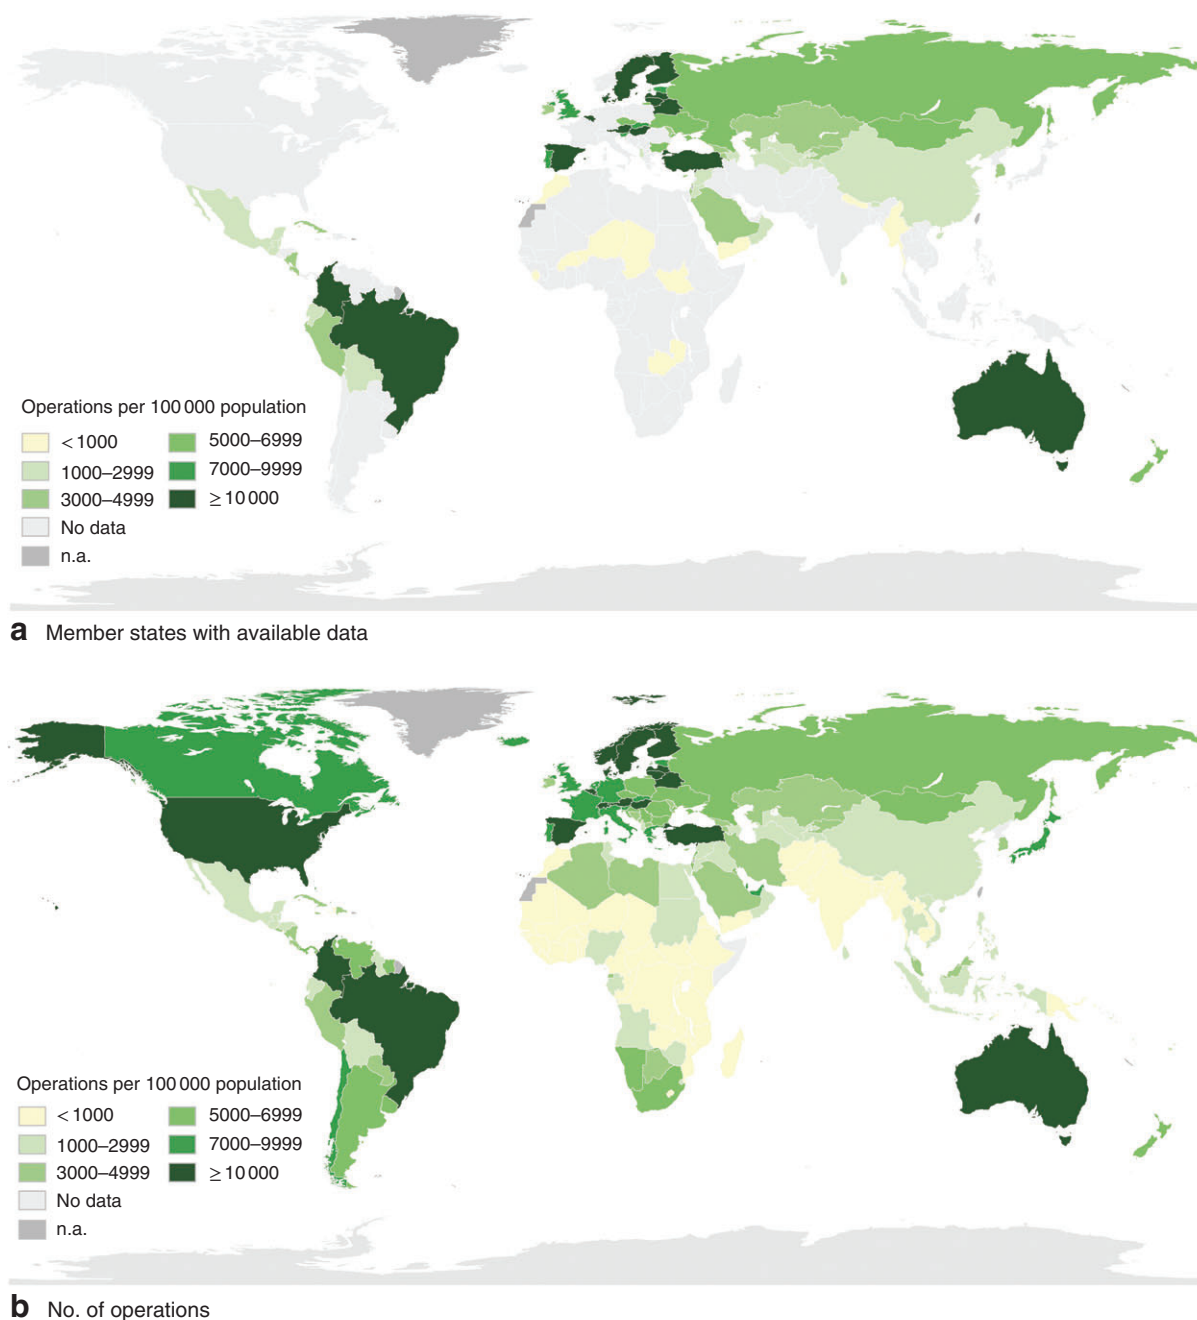 Operations per 100 000 population
< 1000
5000–6999
1000–2999
7000–9999
3000–4999
≥ 10 000
No data
n.a.
a Member states with available data
Operations per 100 000 population
< 1000
5000–6999
1000–2999
7000–9999
3000–4999
≥ 10 000
No data
n.a.
b No. of operations